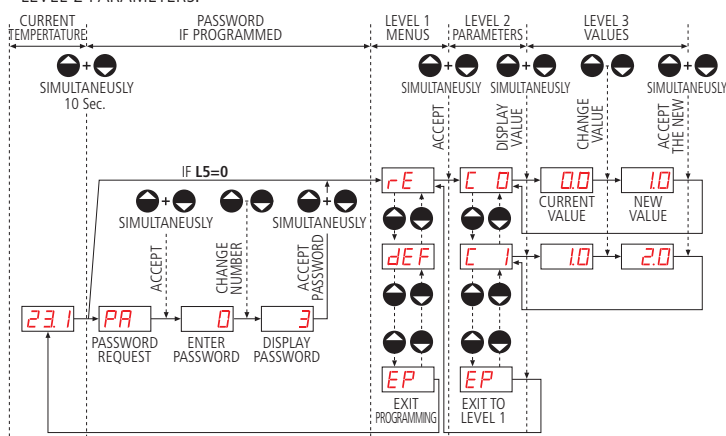 LEVEL 2 PARAMETERS.
CURRENT TEMPERTATURE
PASSWORD IF PROGRAMMED
LEVEL 1 MENUS
LEVEL 2 PARAMETERS
LEVEL 3 VALUES
+
SIMULTANEUSLY
10 Sec.
+
SIMULTANEUSLY
+
SIMULTANEUSLY
-
+
SIMULTANEUSLY
ACCEPT
DISPLAY VALUE
CHANGE VALUE
ACCEPT THE NEW
IF L5=0
rE
C 0
0.0
1.0
CURRENT VALUE
NEW VALUE
+
SIMULTANEUSLY
-
+
SIMULTANEUSLY
ACCEPT
CHANGE NUMBER
ACCEPT PASSWORD
dEF
C 1
1.0
2.0
23.1
PA
0
3
PASSWORD REQUEST
ENTER PASSWORD
DISPLAY PASSWORD
EP
EP
EXIT PROGRAMMING
EXIT TO LEVEL 1